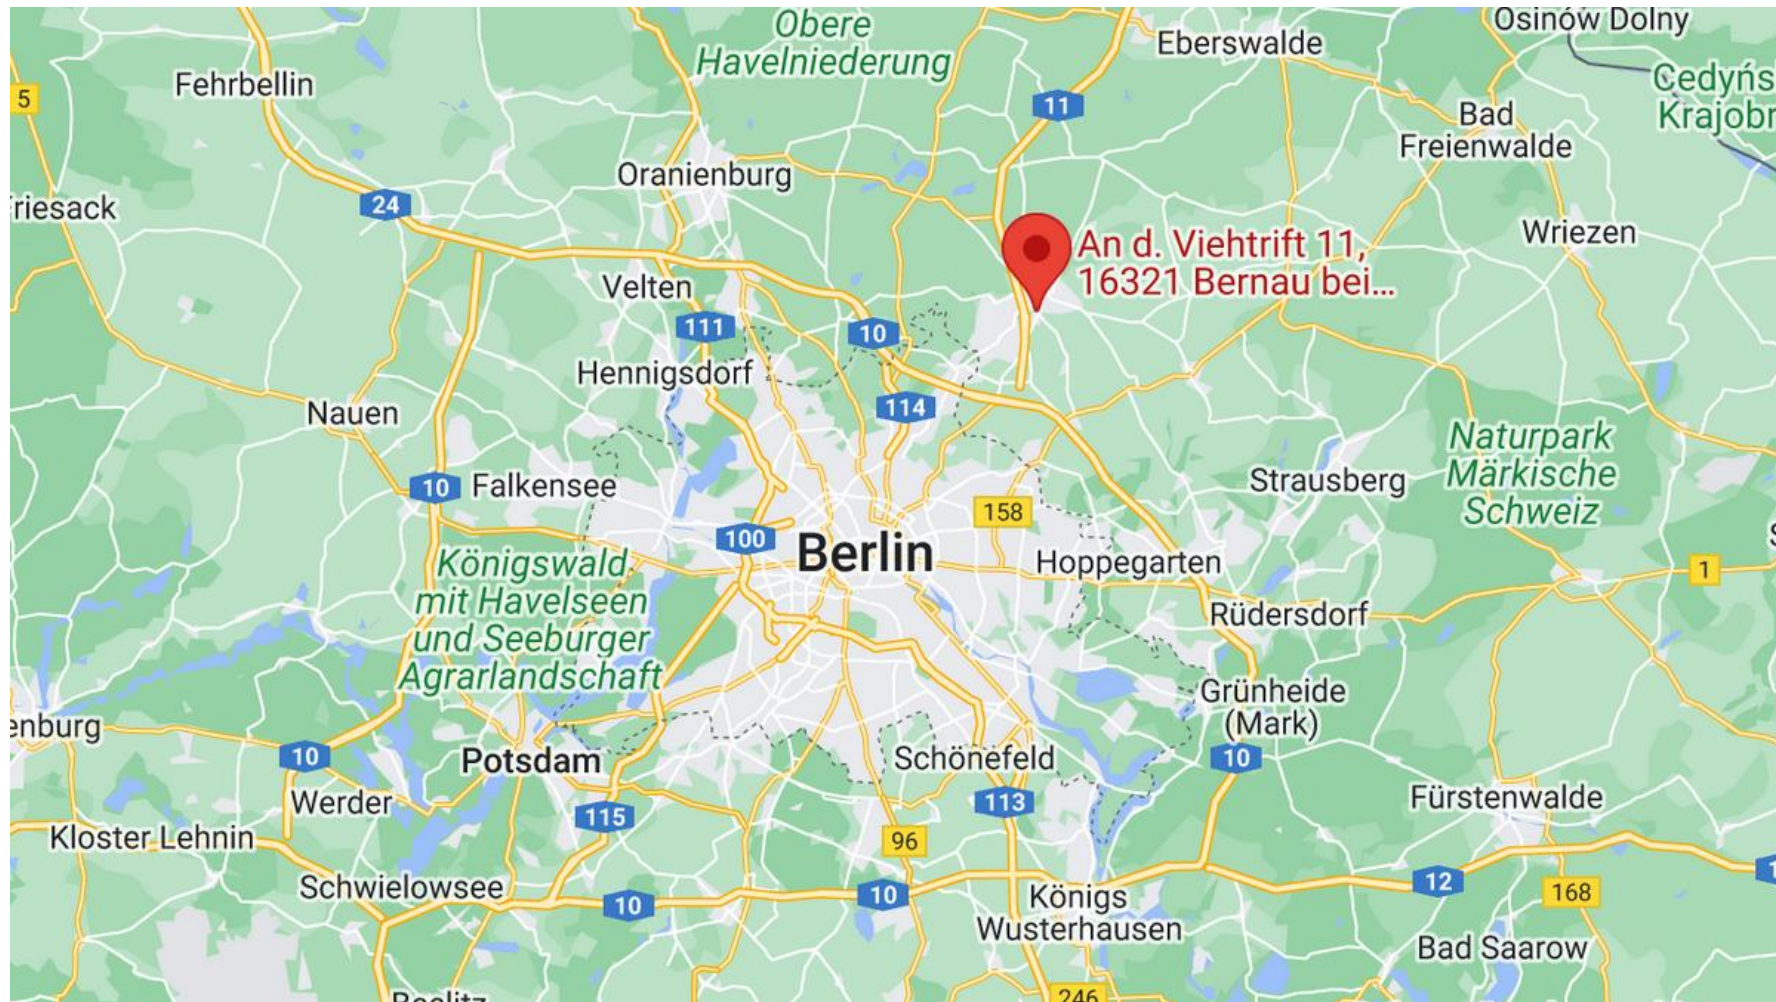 Obere
Havelniederung
Osinów Dolny
Eberswalde
Cedyńs
Krajobr
Fehrbellin
5
11
Bad
Freienwalde
Oranienburg
24
riesack
Wriezen
An d. Viehtrift 11,
16321 Bernau bei...
Velten
111
10
Hennigsdorf
114
Nauen
Naturpark
Märkische
Schweiz
Strausberg
10
Falkensee
158
100
Berlin
Hoppegarten
1
Königswald
mit Havelseen
und Seeburger
Agrarlandschaft
Rüdersdorf
Grünheide
(Mark)
enburg
10
Potsdam
Schönefeld
10
Werder
115
113
Fürstenwalde
Kloster Lehnin
96
Schwielowsee
10
10
12
168
1
Königs
Wusterhausen
Bad Saarow
246